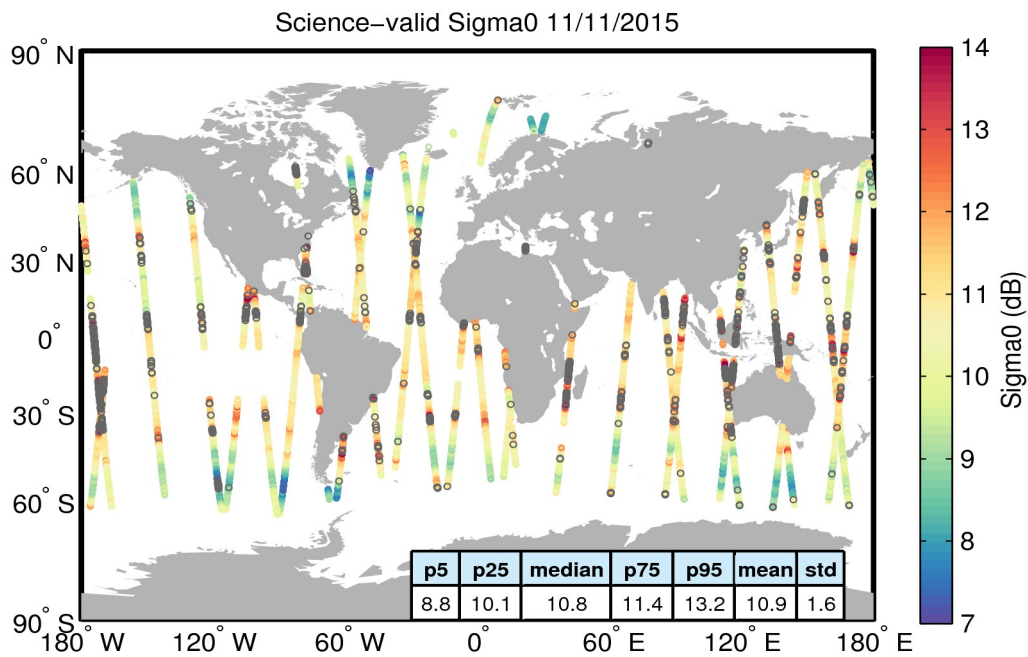 Science−valid Sigma0 11/11/2015
90° N
60° N
30° N
0°
30° S
60° S
90° S
180° W
120° W
60° W
0°
60° E
120° E
180° E
14
13
12
11
10
9
8
7
Sigma0 (dB)
p5 p25 median p75 p95 mean std
8.8 10.1 10.8 11.4 13.2 10.9 1.6